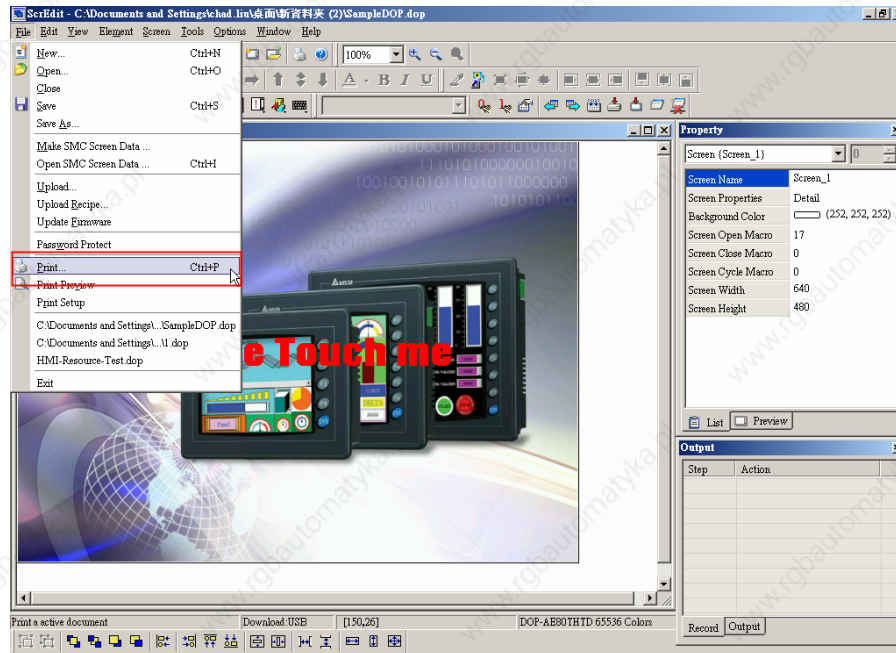 ScrEdit - C:\Documents and Settings\chad.liu\桌面\新資料夾 (2)\SampleDOP.dop
File Edit View Element Screen Tools Options Window Help
New... Ctrl+N
Open... Ctrl+O
Close
Save Ctrl+S
Save As...
Make SMC Screen Data ...
Open SMC Screen Data ... Ctrl+I
Upload...
Upload Recipe...
Update Firmware
Password Protect
Print... Ctrl+P
Print Preview
Print Setup
C:\Documents and Settings\...\SampleDOP.dop
C:\Documents and Settings\...\1.dop
HMI-Resource-Test.dop
Exit
100%
A B I U
e Touch me
DELTA
####
Property
Screen {Screen_1} 0
Screen Name Screen_1
Screen Properties Detail
Background Color (252, 252, 252)
Screen Open Macro 17
Screen Close Macro 0
Screen Cycle Macro 0
Screen Width 640
Screen Height 480
List Preview
Output
Step Action
Record Output
Print a active document Download:USB [150,26] DOP-AE80THTD 65536 Colors
www.rgbautomatyka.pl